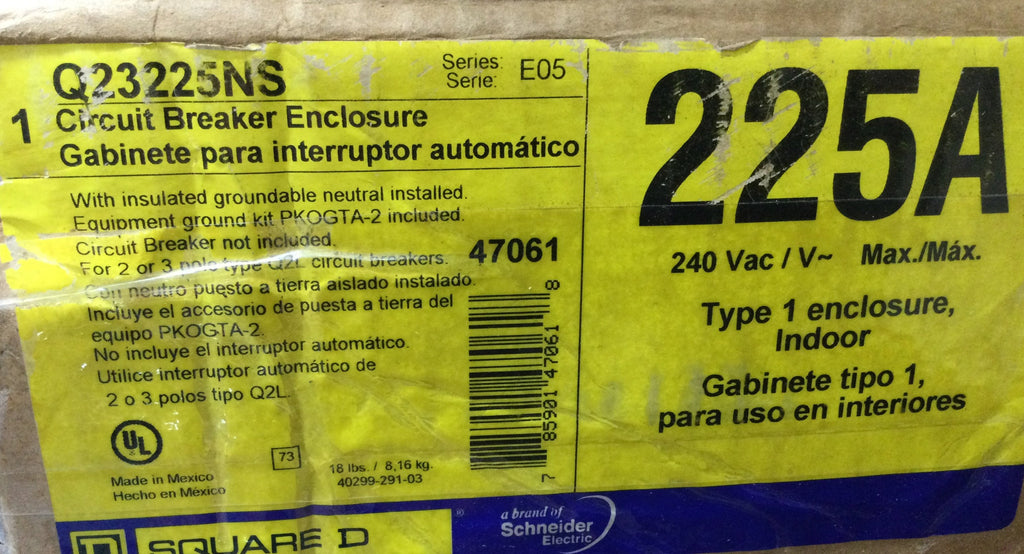 Q23225NS
Series:
Serie: E05
1 Circuit Breaker Enclosure
Gabinete para interruptor automático
With insulated groundable neutral installed.
Equipment ground kit PKOGTA-2 included.
Circuit Breaker not included.
For 2 or 3 pole type Q2L circuit breakers.
Con neutro puesto a tierra aislado instalado.
Incluye el accesorio de puesta a tierra del
equipo PKOGTA-2.
No incluye el interruptor automático.
Utilice interruptor automático de
2 o 3 polos tipo Q2L.
47061
7 85901 47061 8
UL
73
18 lbs. / 8,16 kg.
40299-291-03
Made in Mexico
Hecho en México
225A
240 Vac / V~ Max./Máx.
Type 1 enclosure,
Indoor
Gabinete tipo 1,
para uso en interiores
D SQUARE D
®
a brand of
Schneider
Electric